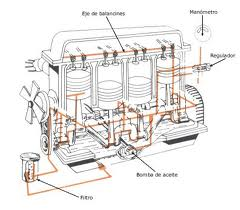 Eje de balancines
Manómetro
Regulador
Bomba de aceite
Filtro